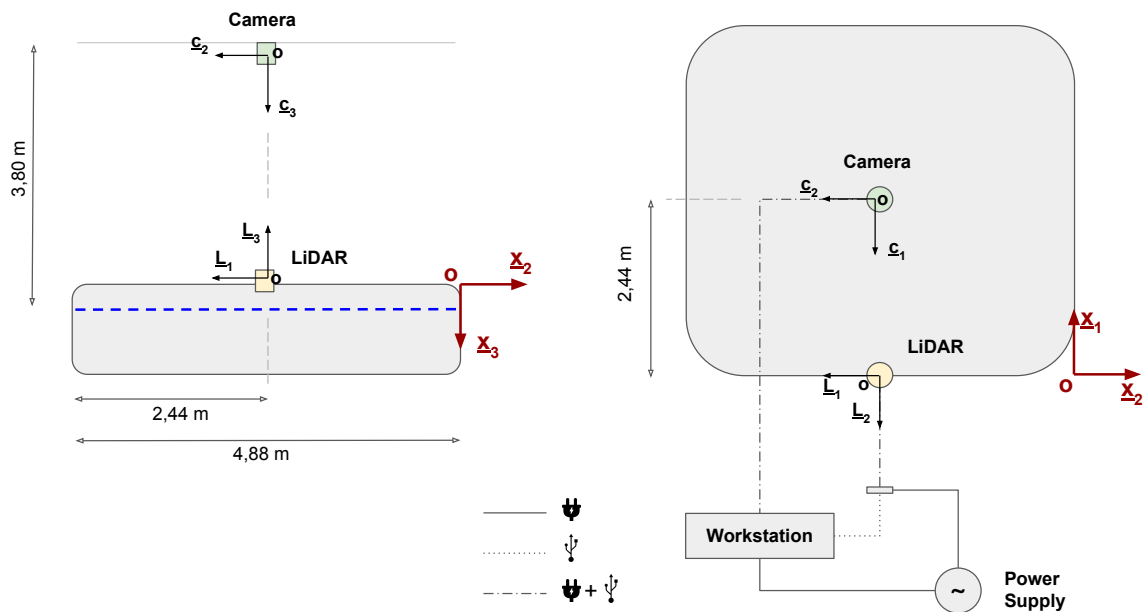 Camera
c2
o
c3
3,80 m
L3
L1
LiDAR
o
o
x2
x3
2,44 m
4,88 m
Camera
c2
o
c1
2,44 m
x1
LiDAR
L1
o
o
x2
L2
Workstation
+
~
Power
Supply